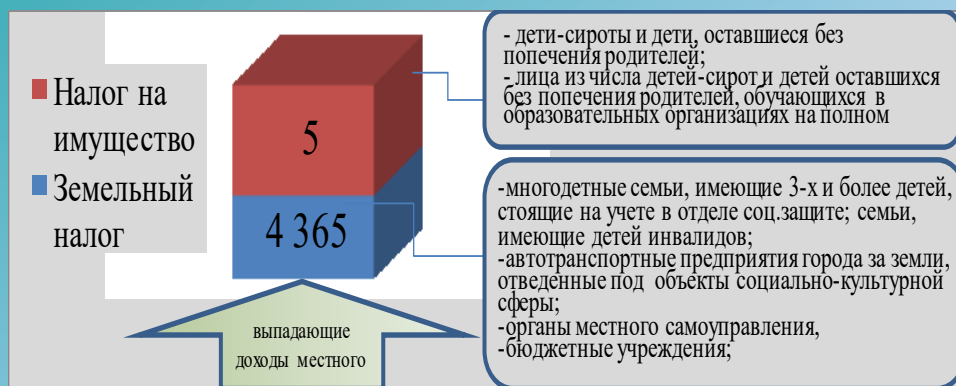 Налог на
имущество
Земельный
налог
5
4 365
выпадающие
доходы местного
- дети-сироты и дети, оставшиеся без
попечения родителей;
- лица из числа детей-сирот и детей оставшихся
без попечения родителей, обучающихся в
образовательных организациях на полном
-многодетные семьи, имеющие 3-х и более детей,
стоящие на учете в отделе соц.защите; семьи,
имеющие детей инвалидов;
-автотранспортные предприятия города за земли,
отведенные под объекты социально-культурной
сферы;
-органы местного самоуправления,
-бюджетные учреждения;